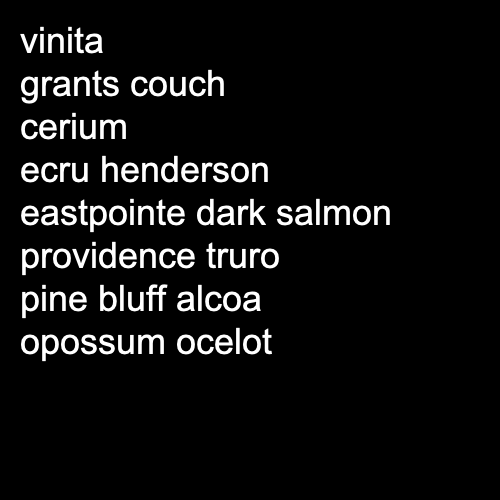 vinita
grants couch
cerium
ecru henderson
eastpointe dark salmon
providence truro
pine bluff alcoa
opossum ocelot